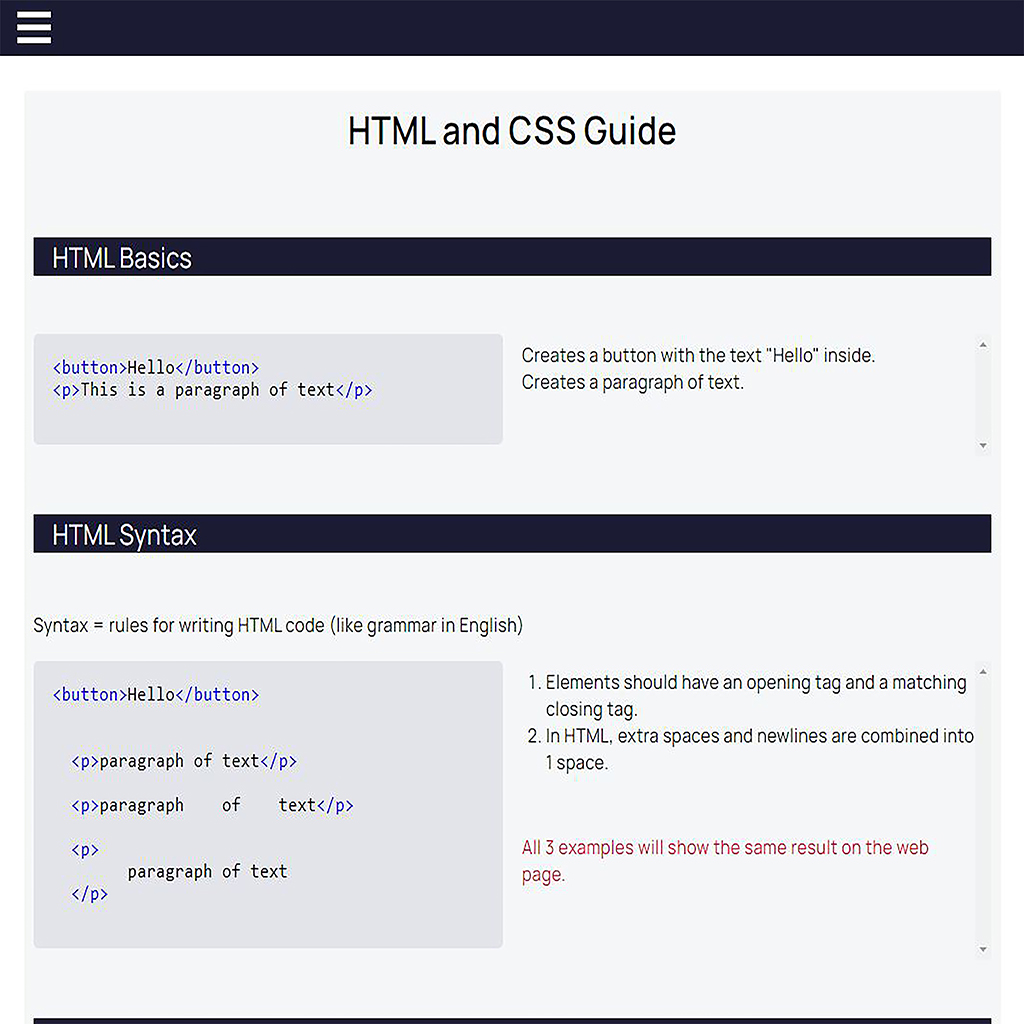 HTML and CSS Guide
HTML Basics
<button>Hello</button>
<p>This is a paragraph of text</p>
Creates a button with the text "Hello" inside.
Creates a paragraph of text.
HTML Syntax
Syntax = rules for writing HTML code (like grammar in English)
<button>Hello</button>
<p>paragraph of text</p>
<p>paragraph    of    text</p>
<p>
paragraph of text
</p>
1. Elements should have an opening tag and a matching
closing tag.
2. In HTML, extra spaces and newlines are combined into
1 space.
All 3 examples will show the same result on the web
page.